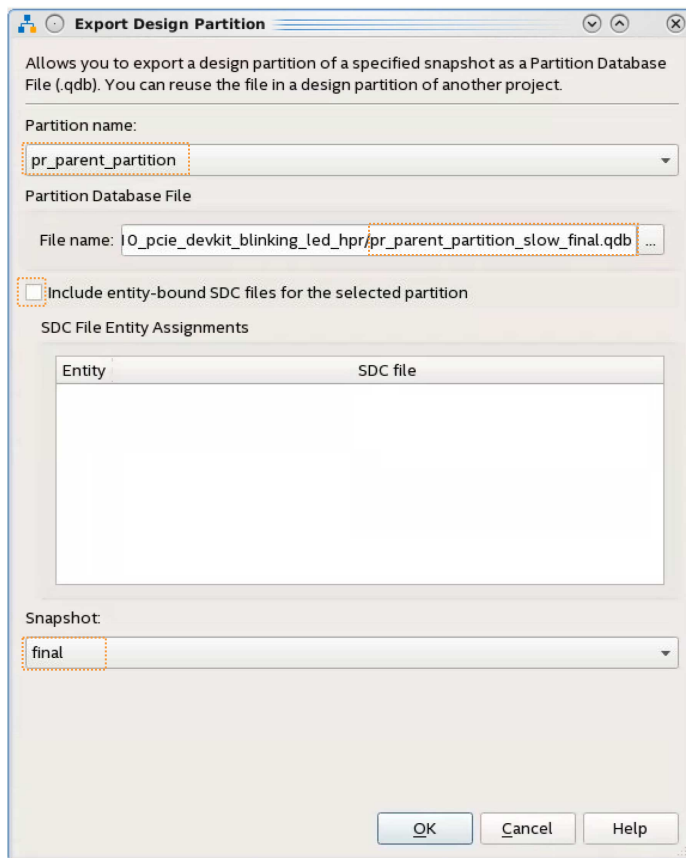 Export Design Partition
Allows you to export a design partition of a specified snapshot as a Partition Database
File (.qdb). You can reuse the file in a design partition of another project.
Partition name:
pr_parent_partition
Partition Database File
File name: 10_pcie_devkit_blinking_led_hpr/pr_parent_partition_slow_final.qdb ...
Include entity-bound SDC files for the selected partition
SDC File Entity Assignments
Entity SDC file
Snapshot:
final
OK Cancel Help